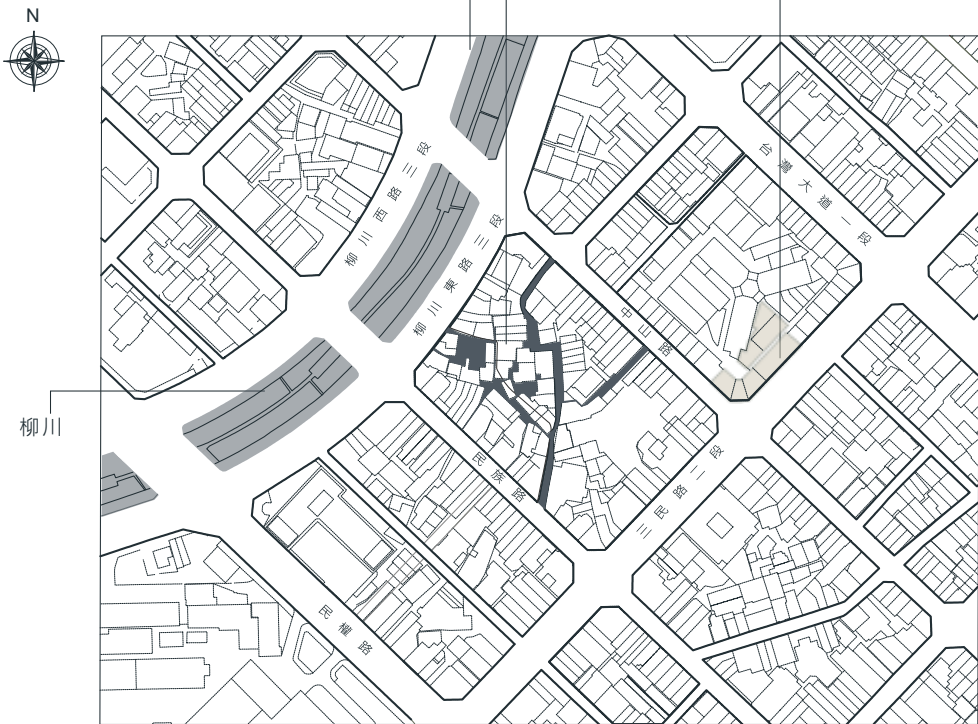 N
柳川西路三段
柳川東路三段
台灣大道一段
中山路
柳川
民族路
三民路二段
民權路